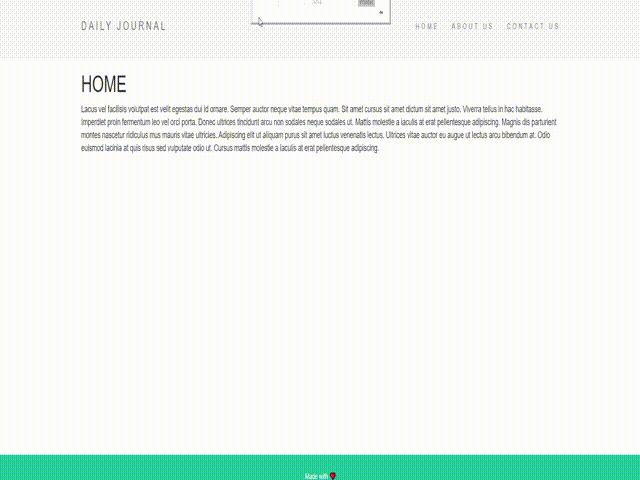 DAILY JOURNAL
HOME ABOUT US CONTACT US
HOME
Lacus vel facilisis volutpat est velit egestas dui id ornare. Semper auctor neque vitae tempus quam. Sit amet cursus sit amet dictum sit amet justo. Viverra tellus in hac habitasse.
Imperdiet proin fermentum leo vel orci porta. Donec ultrices tincidunt arcu non sodales neque sodales ut. Mattis molestie a iaculis at erat pellentesque adipiscing. Magnis dis parturient
montes nascetur ridiculus mus mauris vitae ultricies. Adipiscing elit ut aliquam purus sit amet luctus venenatis lectus. Ultrices vitae auctor eu augue ut lectus arcu bibendum at. Odio
euismod lacinia at quis risus sed vulputate odio ut. Cursus mattis molestie a iaculis at erat pellentesque adipiscing.
Made with